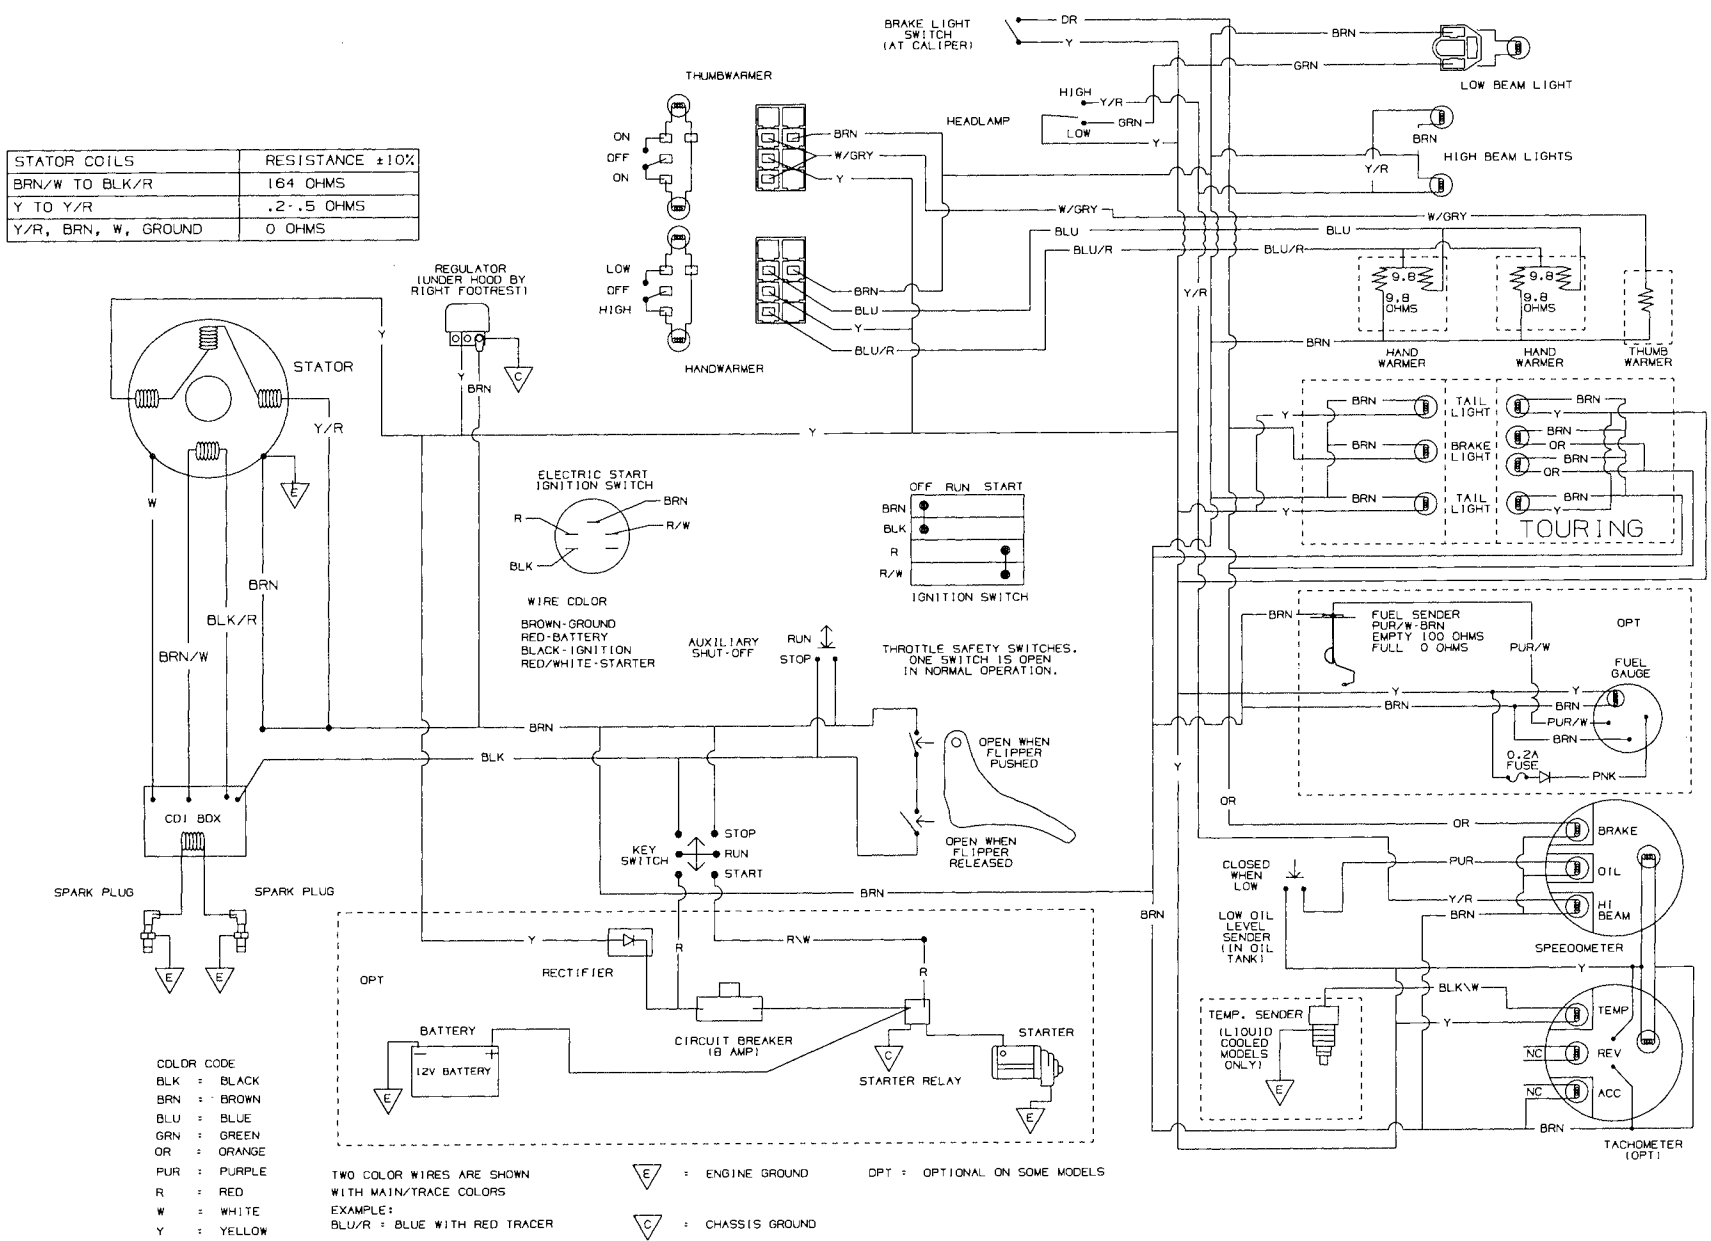 BRAKE LIGHT
SWITCH
(AT CALIPER)
OR
Y
BRN
GRN
LOW BEAM LIGHT
THUMBWARMER
ON
OFF
ON
BRN
W/GRY
Y
HEADLAMP
HIGH
Y/R
GRN
LOW
Y
BRN
HIGH BEAM LIGHTS
Y/R
STATOR COILS RESISTANCE ±10%
BRN/W TO BLK/R 164 OHMS
Y TO Y/R .2-.5 OHMS
Y/R, BRN, W, GROUND 0 OHMS
W/GRY
W/GRY
BLU
BLU
BLU/R
BLU/R
Y/R
REGULATOR
(UNDER HOOD BY
RIGHT FOOTREST)
LOW
OFF
HIGH
BRN
BLU
Y
BLU/R
HANDWARMER
9.8
9.8
OHMS
9.8
9.8
OHMS
BRN
HAND
WARMER
HAND
WARMER
THUMB
WARMER
Y
Y
BRN
C
STATOR
Y/R
Y
E
W
BRN
TAIL
LIGHT
BRN
Y
Y
BRN
BRAKE
LIGHT
BRN
OR
BRN
OR
BRN
TAIL
LIGHT
BRN
Y
Y
TOURING
ELECTRIC START
IGNITION SWITCH
BRN
R
R/W
BLK
OFF RUN START
BRN
BLK
R
R/W
IGNITION SWITCH
WIRE COLOR
BROWN-GROUND
RED-BATTERY
BLACK-IGNITION
RED/WHITE-STARTER
BRN
BLK/R
BRN/W
AUXILIARY
SHUT-OFF
RUN
STOP
THROTTLE SAFETY SWITCHES.
ONE SWITCH IS OPEN
IN NORMAL OPERATION.
BRN
FUEL SENDER
PUR/W-BRN
EMPTY 100 OHMS
FULL 0 OHMS
PUR/W
OPT
FUEL
GAUGE
Y
Y
BRN
BRN
PUR/W
BRN
0.2A
FUSE
PNK
BRN
BLK
OPEN WHEN
FLIPPER
PUSHED
OPEN WHEN
FLIPPER
RELEASED
Y
OR
CDI BOX
STOP
KEY
SWITCH
RUN
START
SPARK PLUG
SPARK PLUG
E
E
BRN
BRN
OR
BRAKE
CLOSED
WHEN
LOW
PUR
OIL
Y/R
BRN
HI
BEAM
SPEEDOMETER
LOW OIL
LEVEL
SENDER
(IN OIL
TANK)
Y
OPT
Y
RECTIFIER
R
R\W
R
CIRCUIT BREAKER
(8 AMP)
BATTERY
- +
12V BATTERY
E
C
STARTER RELAY
STARTER
E
TEMP. SENDER
(LIQUID
COOLED
MODELS
ONLY)
E
BLK\W
Y
TEMP
NC
REV
NC
ACC
BRN
TACHOMETER
(OPT)
COLOR CODE
BLK = BLACK
BRN = BROWN
BLU = BLUE
GRN = GREEN
OR = ORANGE
PUR = PURPLE
R = RED
W = WHITE
Y = YELLOW
TWO COLOR WIRES ARE SHOWN
WITH MAIN/TRACE COLORS
EXAMPLE:
BLU/R = BLUE WITH RED TRACER
E = ENGINE GROUND
C = CHASSIS GROUND
OPT = OPTIONAL ON SOME MODELS